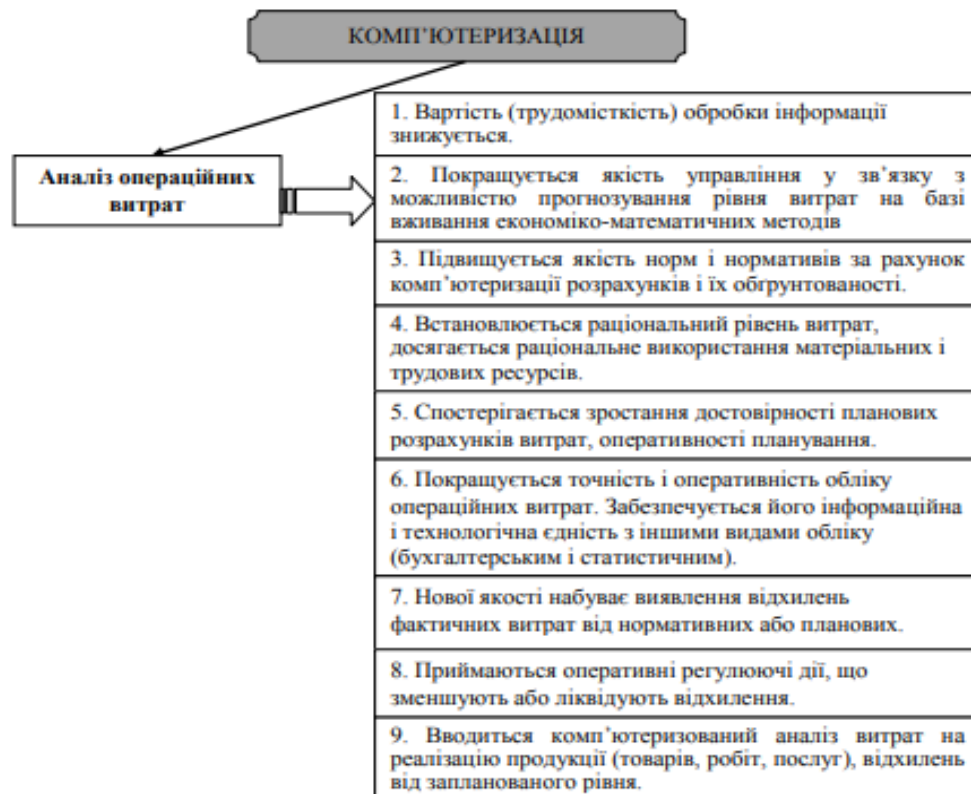 КОМП’ЮТЕРИЗАЦІЯ
Аналіз операційних
витрат
1. Вартість (трудомісткість) обробки інформації
знижується.
2. Покращується якість управління у зв’язку з
можливістю прогнозування рівня витрат на базі
вживання економіко-математичних методів
3. Підвищується якість норм і нормативів за рахунок
комп’ютеризації розрахунків і їх обґрунтованості.
4. Встановлюється раціональний рівень витрат,
досягається раціональне використання матеріальних і
трудових ресурсів.
5. Спостерігається зростання достовірності планових
розрахунків витрат, оперативності планування.
6. Покращується точність і оперативність обліку
операційних витрат. Забезпечується його інформаційна
і технологічна єдність з іншими видами обліку
(бухгалтерським і статистичним).
7. Нової якості набуває виявлення відхилень
фактичних витрат від нормативних або планових.
8. Приймаються оперативні регулюючі дії, що
зменшують або ліквідують відхилення.
9. Вводиться комп’ютеризований аналіз витрат на
реалізацію продукції (товарів, робіт, послуг), відхилень
від запланованого рівня.